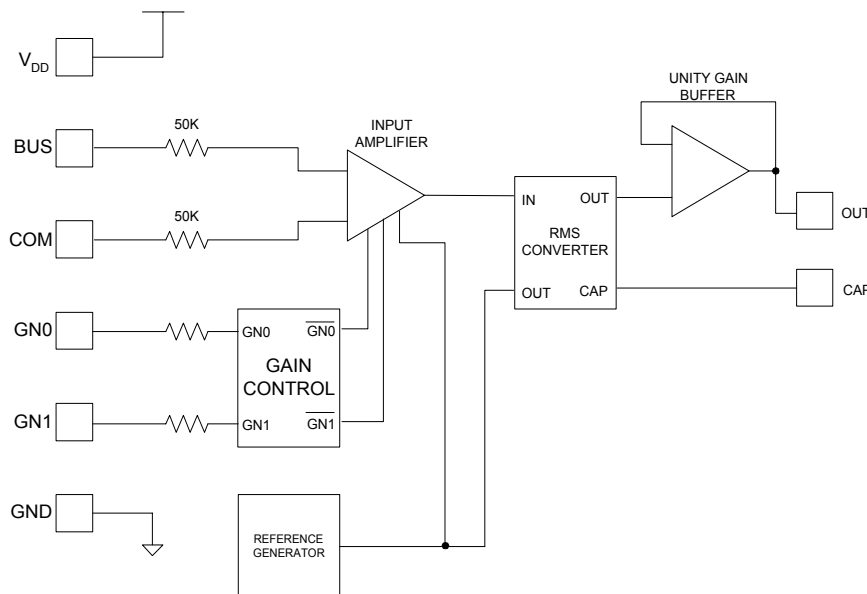 V_DD
BUS
50K
INPUT
AMPLIFIER
UNITY GAIN
BUFFER
COM
50K
IN
OUT
RMS
CONVERTER
OUT
CAP
OUT
CAP
GN0
GN0
GN0
GAIN
CONTROL
GN1
GN1
GN1
GND
REFERENCE
GENERATOR